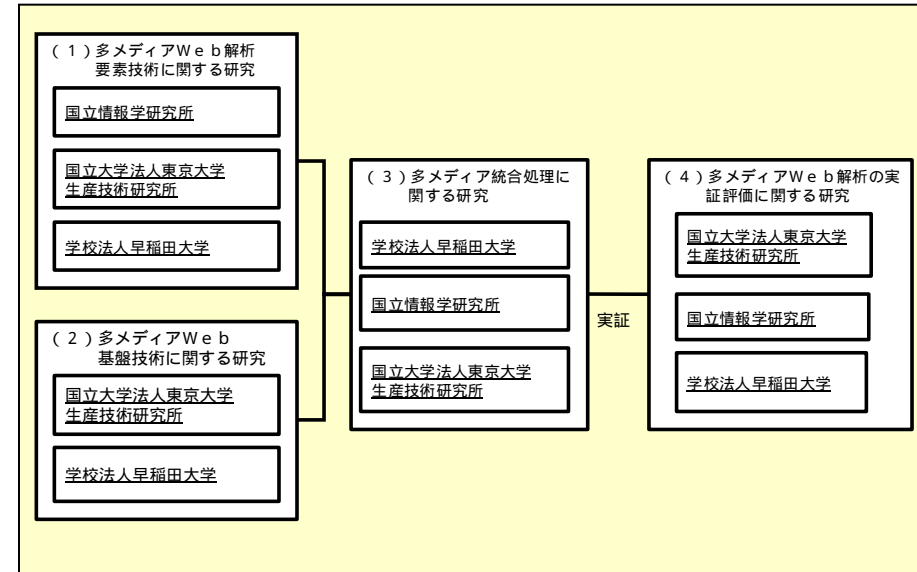 （１）多メディアＷｅｂ解析
要素技術に関する研究
国立情報学研究所
国立大学法人東京大学
生産技術研究所
学校法人早稲田大学
（２）多メディアＷｅｂ
基盤技術に関する研究
国立大学法人東京大学
生産技術研究所
学校法人早稲田大学
（３）多メディア統合処理に
関する研究
学校法人早稲田大学
国立情報学研究所
国立大学法人東京大学
生産技術研究所
実証
（４）多メディアＷｅｂ解析の実
証評価に関する研究
国立大学法人東京大学
生産技術研究所
国立情報学研究所
学校法人早稲田大学